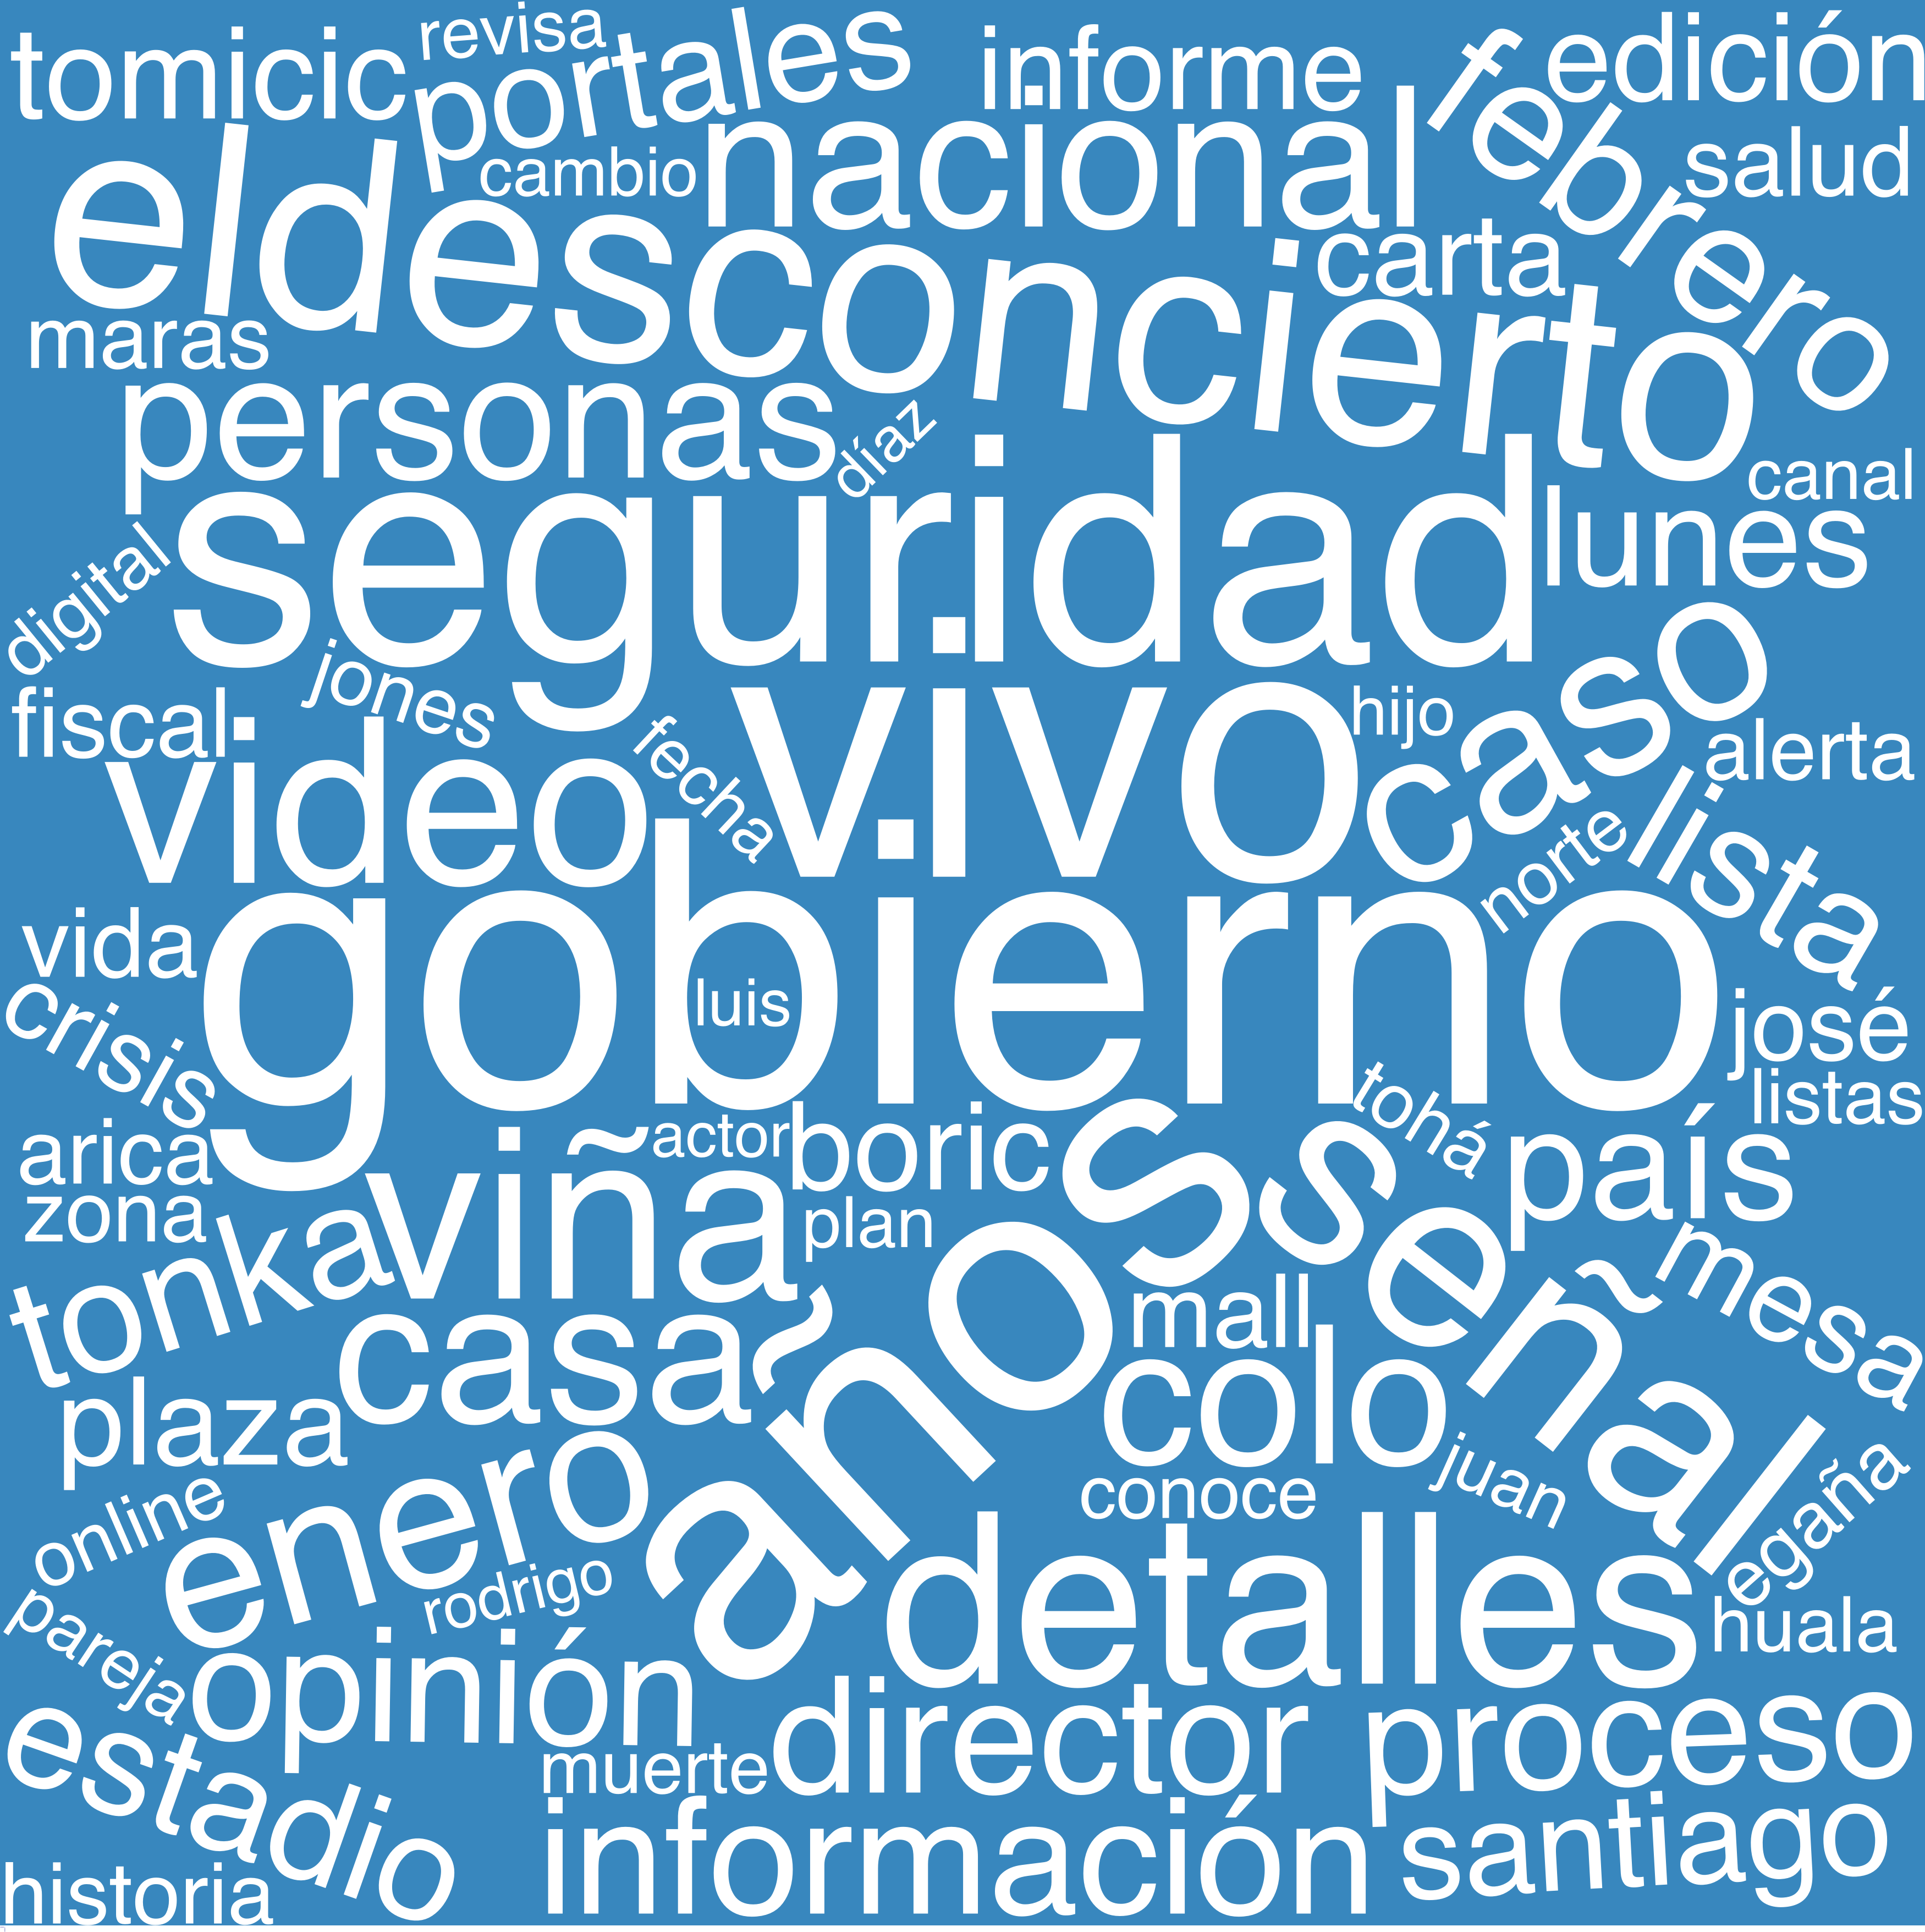 tomicic
revisa
portales
informe
febrero
edición
eldesconcierto
cambio
nacional
salud
carta
maras
personas
díaz
canal
seguridad
lunes
digital
jones
fiscal
video
fecha
vivo
hijo
caso
alerta
norte
lista
vida
gobierno
luis
crisis
josé
listas
tohá
arica
zona
viña
actor
boric
país
plan
tonka
casa
años
señal
mesa
mall
plaza
colo
conoce
juan
online
enero
rodrigo
detalles
edgña
huala
pareja
opinión
director
proceso
estadio
muerte
historia
información
santiago